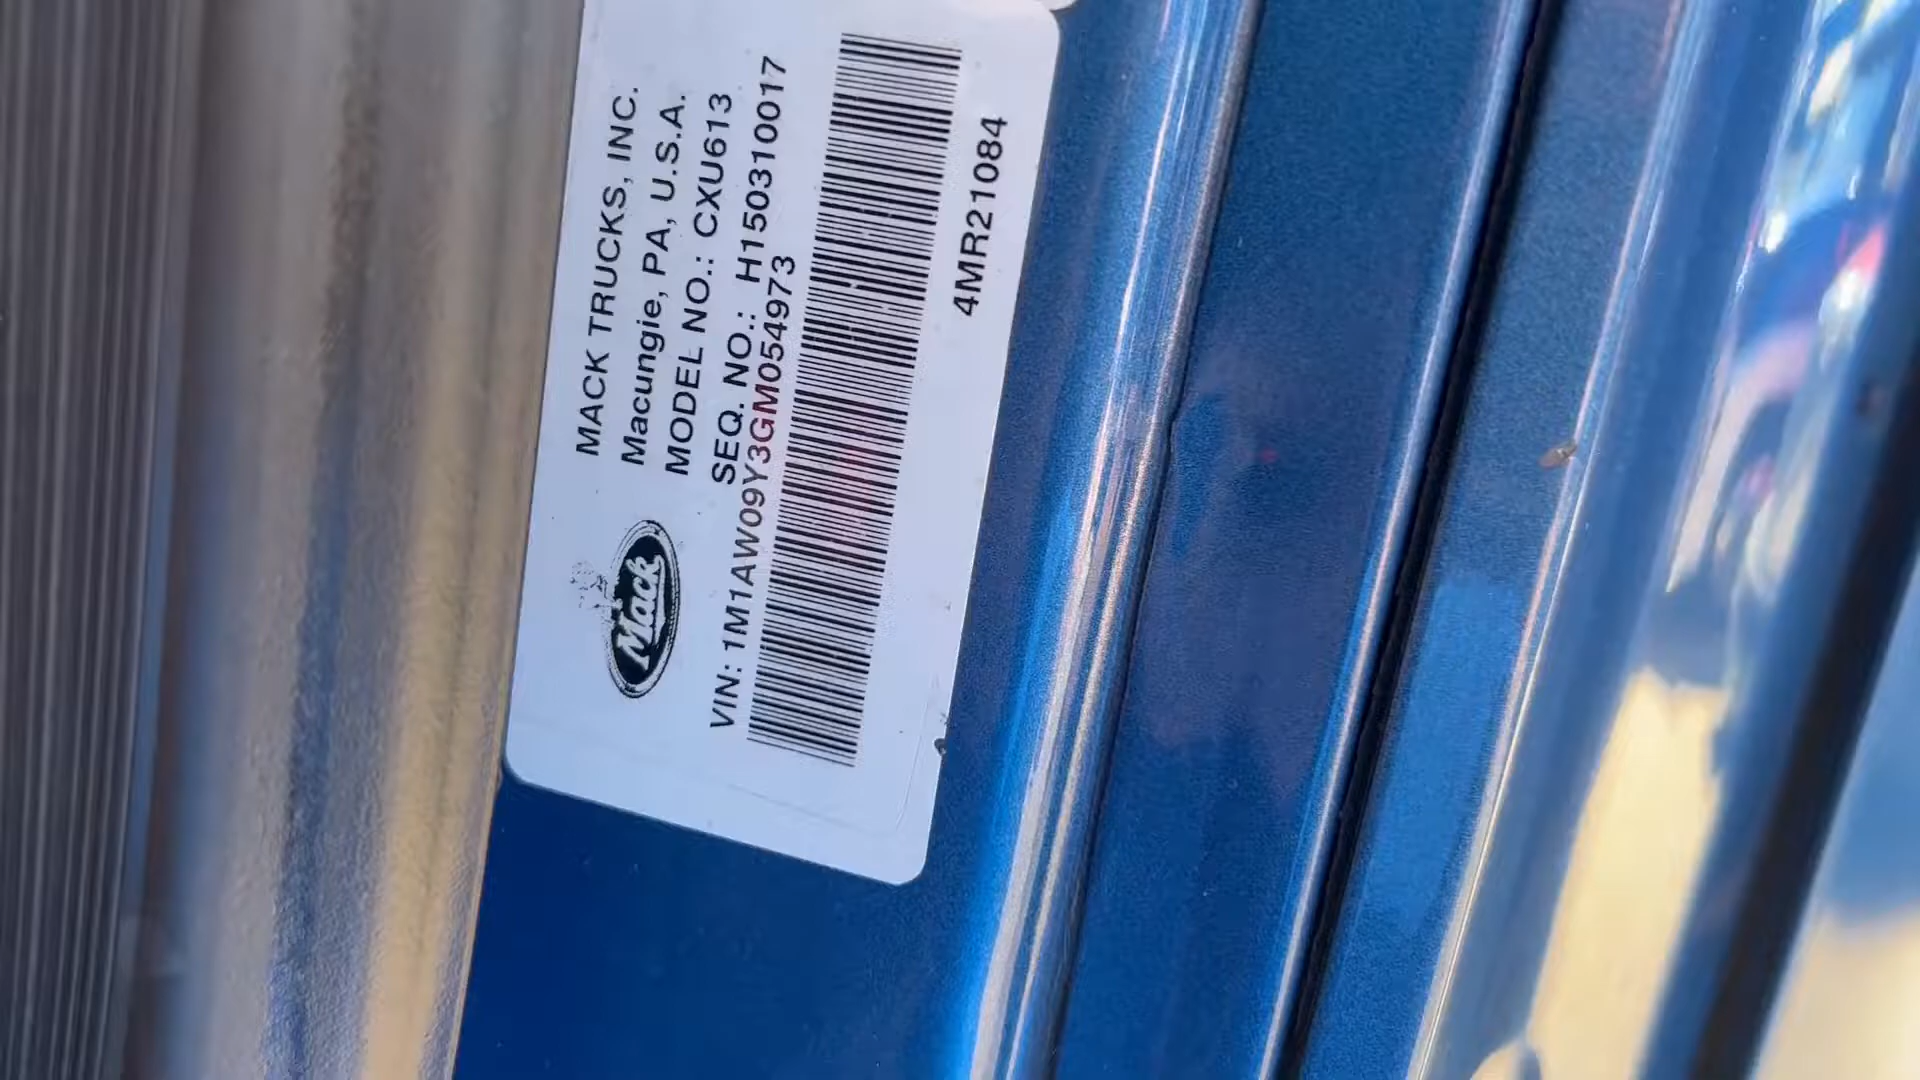 MACK TRUCKS, INC.
Macungie, PA, U.S.A.
MODEL NO.: CXU613
SEQ. NO.: H150310017
Mack
VIN: 1M1AW09Y3GM054973
4MR21084